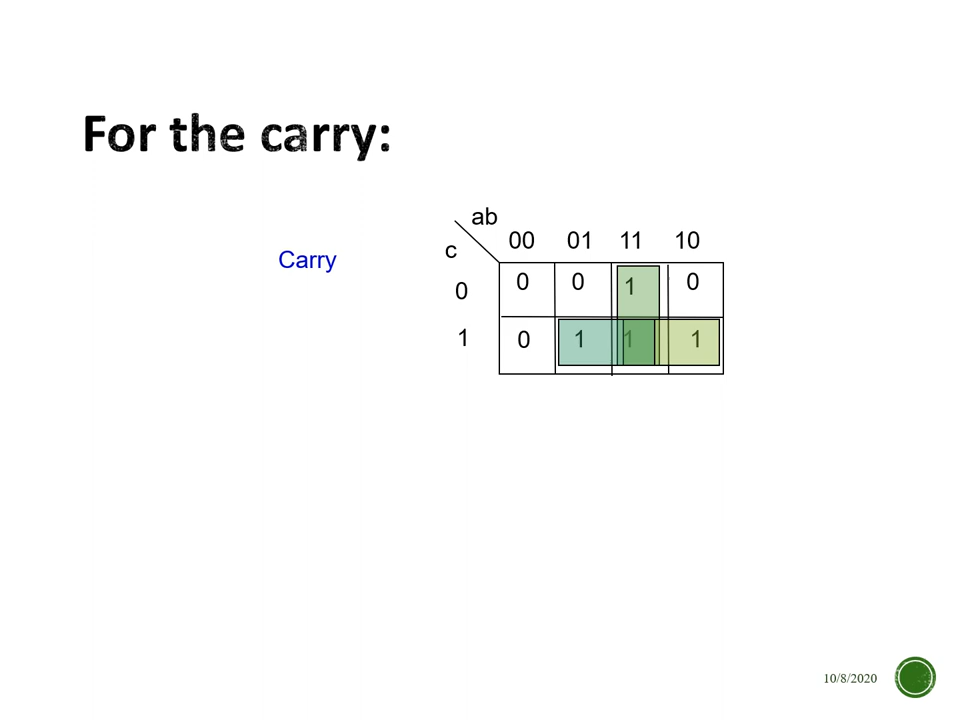 For the carry:
Carry
ab
c
00 01 11 10
0 0 0 1 0
1 0 1 1 1
10/8/2020